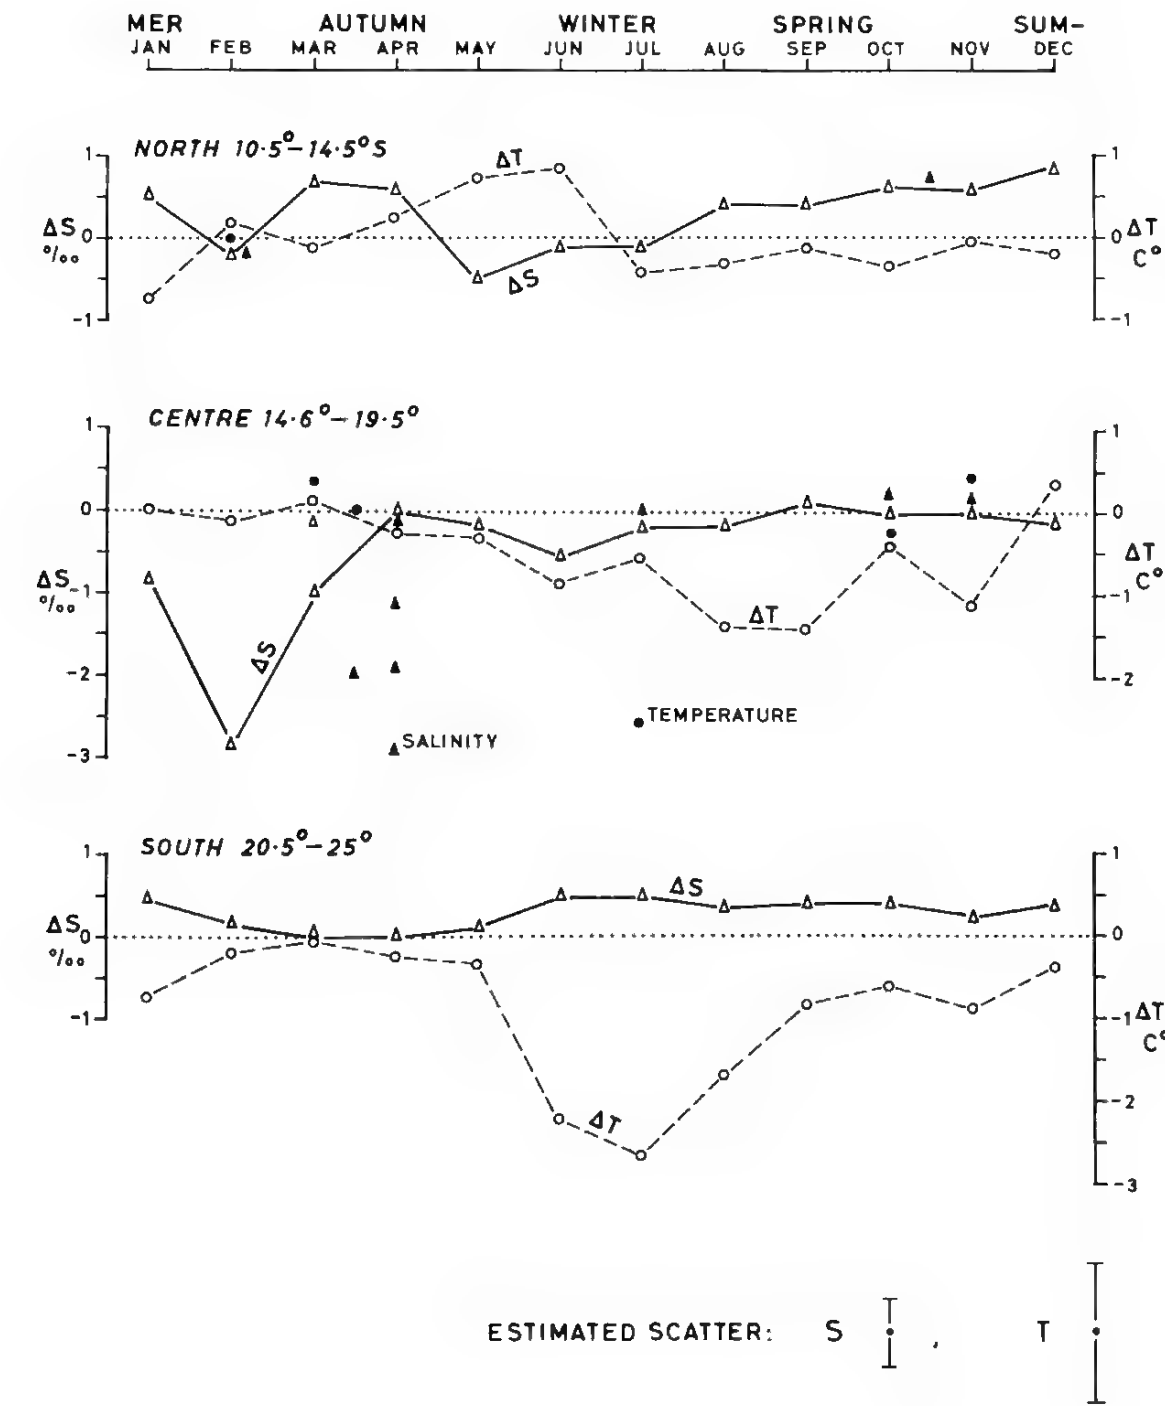 MER AUTUMN WINTER SPRING SUM-
JAN FEB MAR APR MAY JUN JUL AUG SEP OCT NOV DEC
NORTH 10·5°–14·5°S
1 ΔT 1
ΔS 0 0 ΔT
‰ C°
ΔS
-1 -1
CENTRE 14·6°–19·5°
1 1
0 0
ΔS -1 -1 ΔT
‰ C°
ΔT
ΔS
-2 -2
TEMPERATURE
SALINITY
-3
SOUTH 20·5°–25°
1 1
ΔS
ΔS 0 0
‰
-1 -1 ΔT
C°
-2
ΔT
-3
ESTIMATED SCATTER: S , T